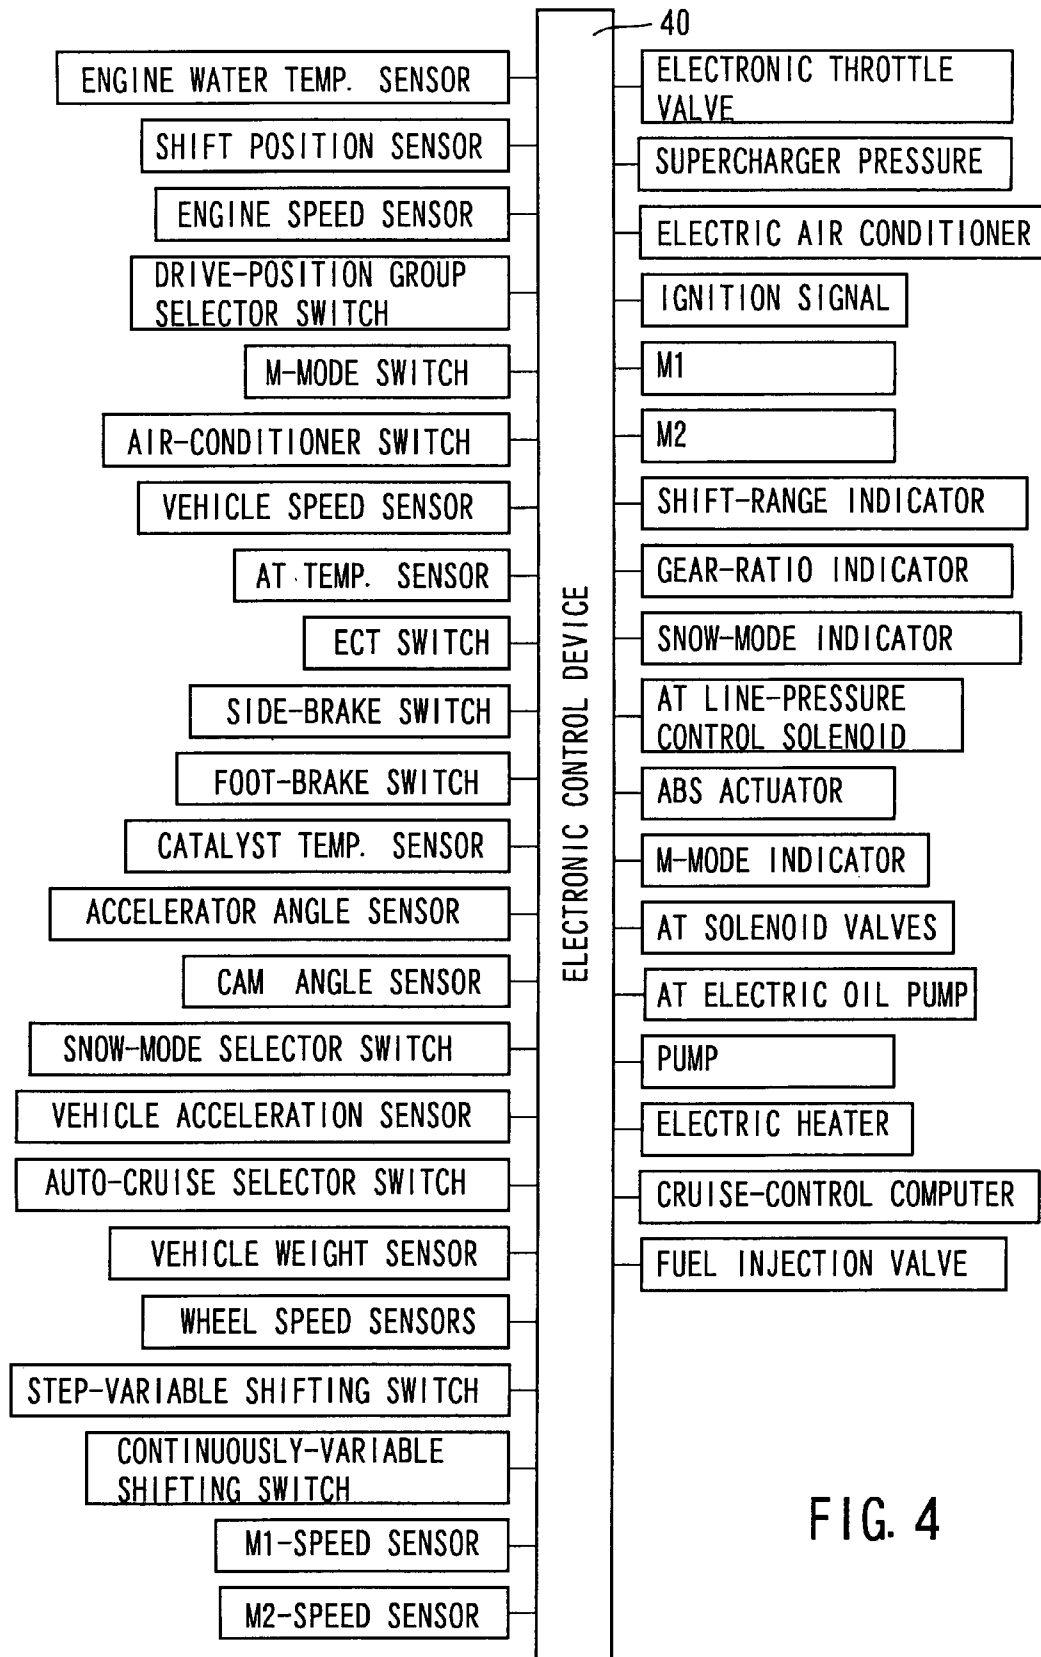 40
ENGINE WATER TEMP. SENSOR
SHIFT POSITION SENSOR
ENGINE SPEED SENSOR
DRIVE-POSITION GROUP
SELECTOR SWITCH
M-MODE SWITCH
AIR-CONDITIONER SWITCH
VEHICLE SPEED SENSOR
AT TEMP. SENSOR
ECT SWITCH
SIDE-BRAKE SWITCH
FOOT-BRAKE SWITCH
CATALYST TEMP. SENSOR
ACCELERATOR ANGLE SENSOR
CAM ANGLE SENSOR
SNOW-MODE SELECTOR SWITCH
VEHICLE ACCELERATION SENSOR
AUTO-CRUISE SELECTOR SWITCH
VEHICLE WEIGHT SENSOR
WHEEL SPEED SENSORS
STEP-VARIABLE SHIFTING SWITCH
CONTINUOUSLY-VARIABLE
SHIFTING SWITCH
M1-SPEED SENSOR
M2-SPEED SENSOR
ELECTRONIC CONTROL DEVICE
ELECTRONIC THROTTLE
VALVE
SUPERCHARGER PRESSURE
ELECTRIC AIR CONDITIONER
IGNITION SIGNAL
M1
M2
SHIFT-RANGE INDICATOR
GEAR-RATIO INDICATOR
SNOW-MODE INDICATOR
AT LINE-PRESSURE
CONTROL SOLENOID
ABS ACTUATOR
M-MODE INDICATOR
AT SOLENOID VALVES
AT ELECTRIC OIL PUMP
PUMP
ELECTRIC HEATER
CRUISE-CONTROL COMPUTER
FUEL INJECTION VALVE
FIG. 4